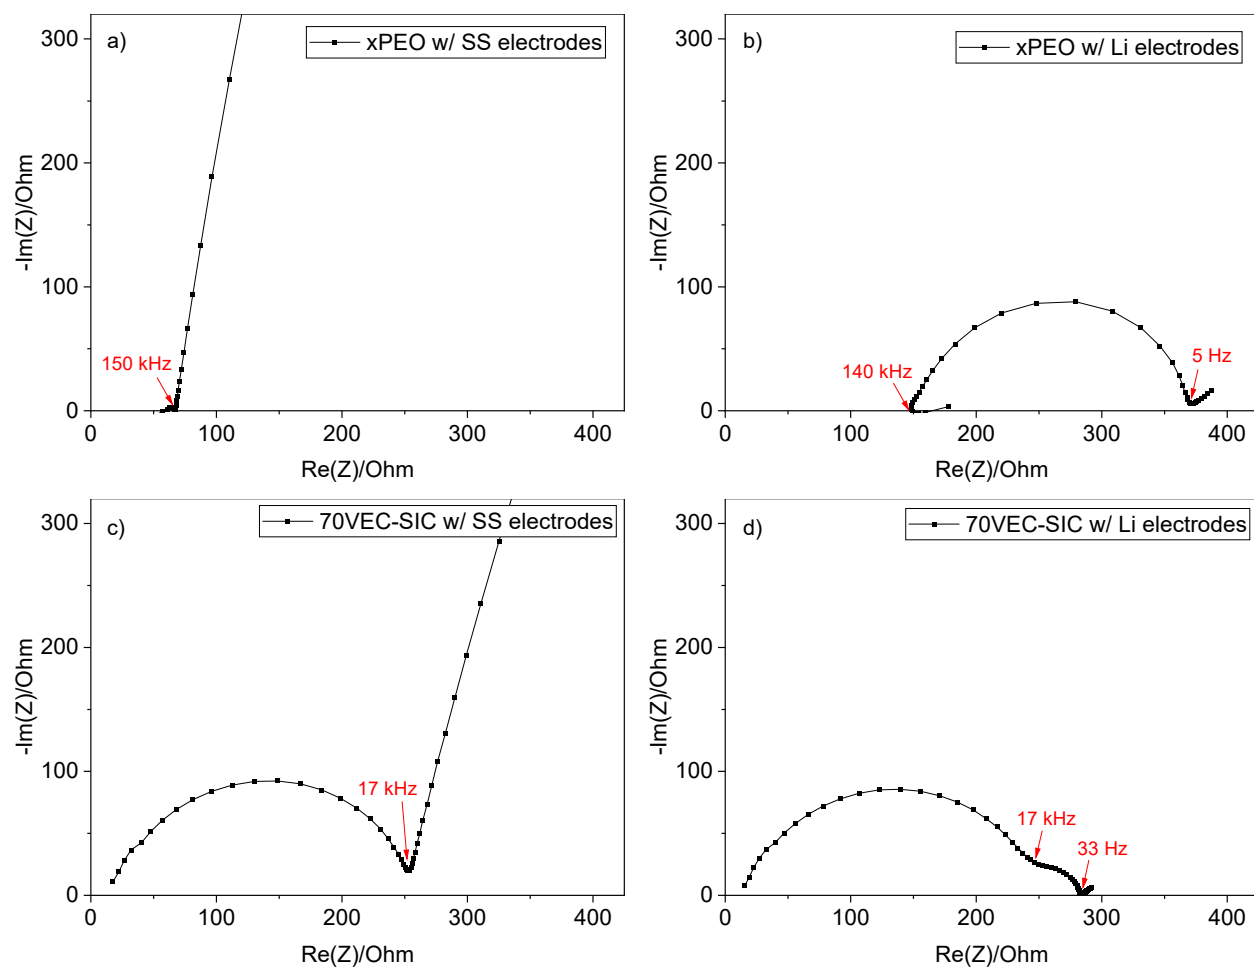 a)
xPEO w/ SS electrodes
300
200
100
0
-Im(Z)/Ohm
150 kHz
0 100 200 300 400
Re(Z)/Ohm
b)
xPEO w/ Li electrodes
300
200
100
0
-Im(Z)/Ohm
140 kHz
5 Hz
0 100 200 300 400
Re(Z)/Ohm
c)
70VEC-SIC w/ SS electrodes
300
200
100
0
-Im(Z)/Ohm
17 kHz
0 100 200 300 400
Re(Z)/Ohm
d)
70VEC-SIC w/ Li electrodes
300
200
100
0
-Im(Z)/Ohm
17 kHz
33 Hz
0 100 200 300 400
Re(Z)/Ohm